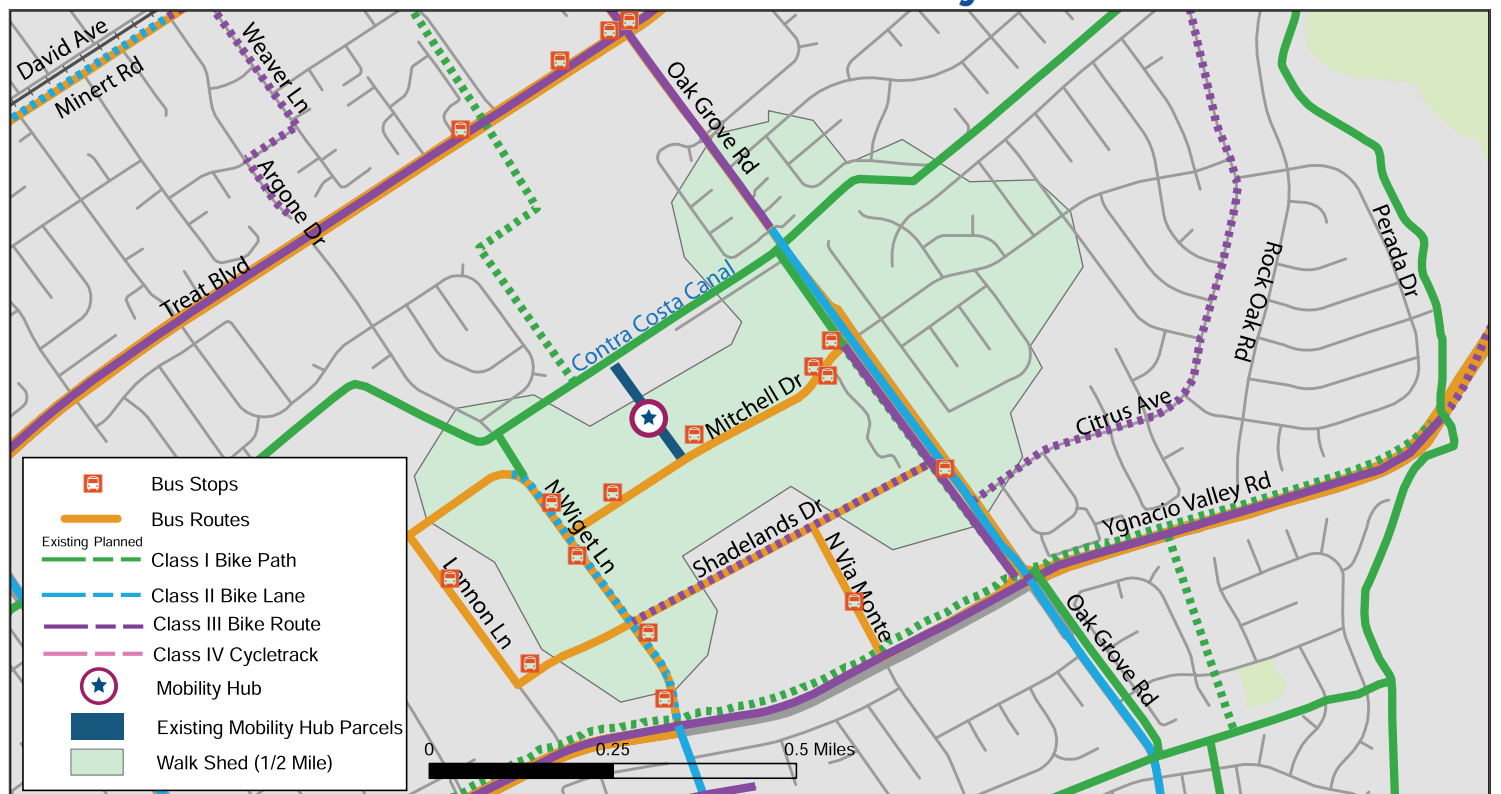 David Ave
Minert Rd
Weaver Ln
Argone Dr
Treat Blvd
Oak Grove Rd
Contra Costa Canal
Mitchell Dr
N Wiget Ln
Lennon Ln
Shadelands Dr
N Via Monte
Citrus Ave
Rock Oak Rd
Perada Dr
Ygnacio Valley Rd
Oak Grove Rd
Bus Stops
Bus Routes
Existing Planned
Class I Bike Path
Class II Bike Lane
Class III Bike Route
Class IV Cycletrack
Mobility Hub
Existing Mobility Hub Parcels
Walk Shed (1/2 Mile)
0 0.25 0.5 Miles